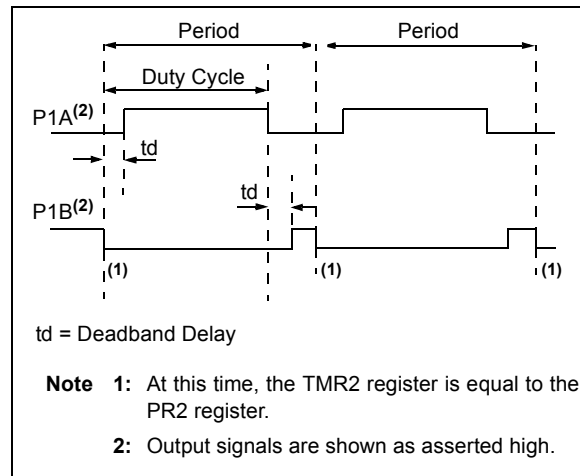 Period Period
Duty Cycle
P1A(2)
td
td
P1B(2)
(1) (1) (1)
td = Deadband Delay
Note 1: At this time, the TMR2 register is equal to the
PR2 register.
2: Output signals are shown as asserted high.